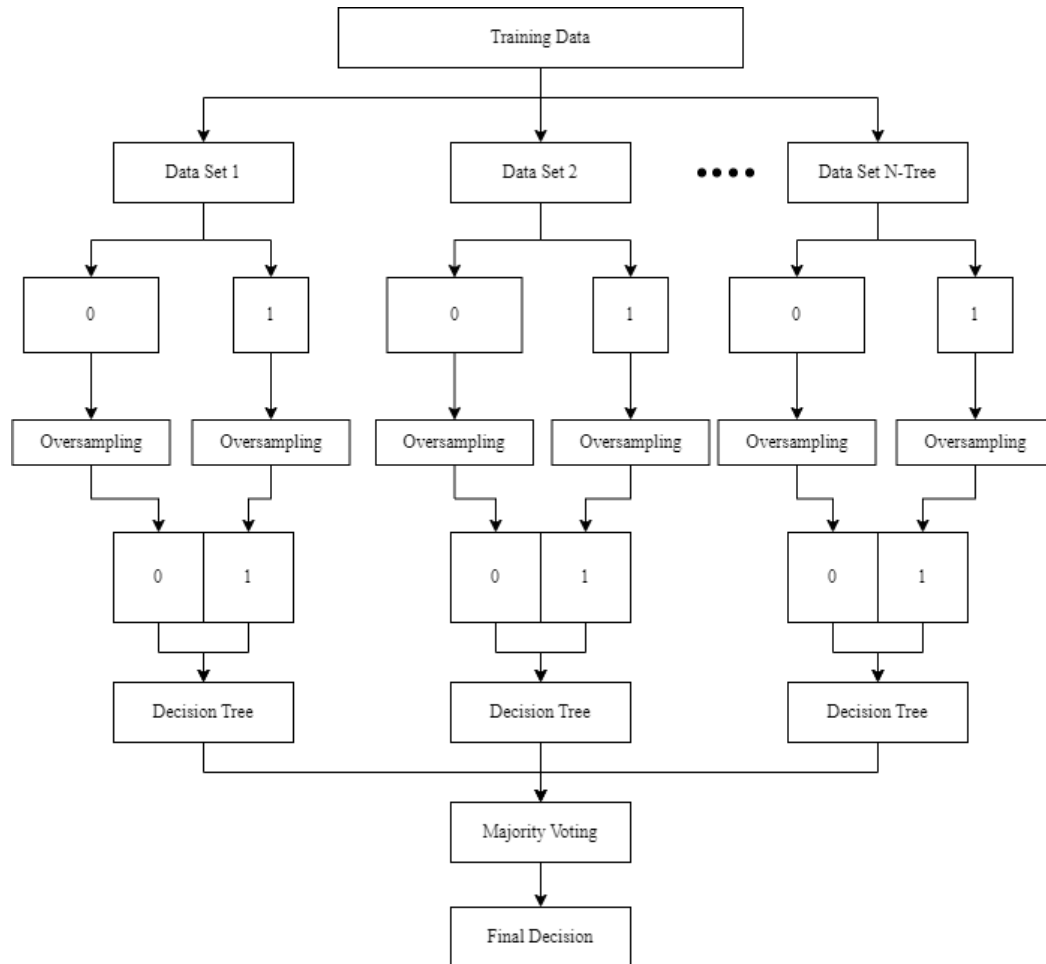 Training Data
Data Set 1
Data Set 2
Data Set N-Tree
0
1
0
1
0
1
Oversampling
Oversampling
Oversampling
Oversampling
Oversampling
Oversampling
0
1
0
1
0
1
Decision Tree
Decision Tree
Decision Tree
Majority Voting
Final Decision